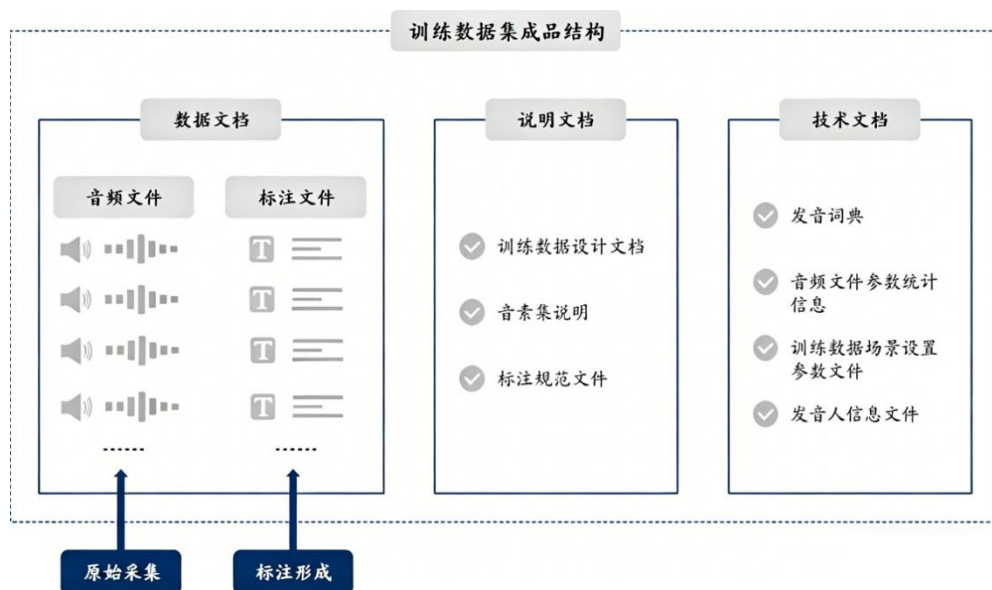 训练数据集成品结构
数据文档
音频文件
标注文件
T
T
T
T
......
......
原始采集
标注形成
说明文档
训练数据设计文档
音素集说明
标注规范文件
技术文档
发音词典
音频文件参数统计
信息
训练数据场景设置
参数文件
发音人信息文件